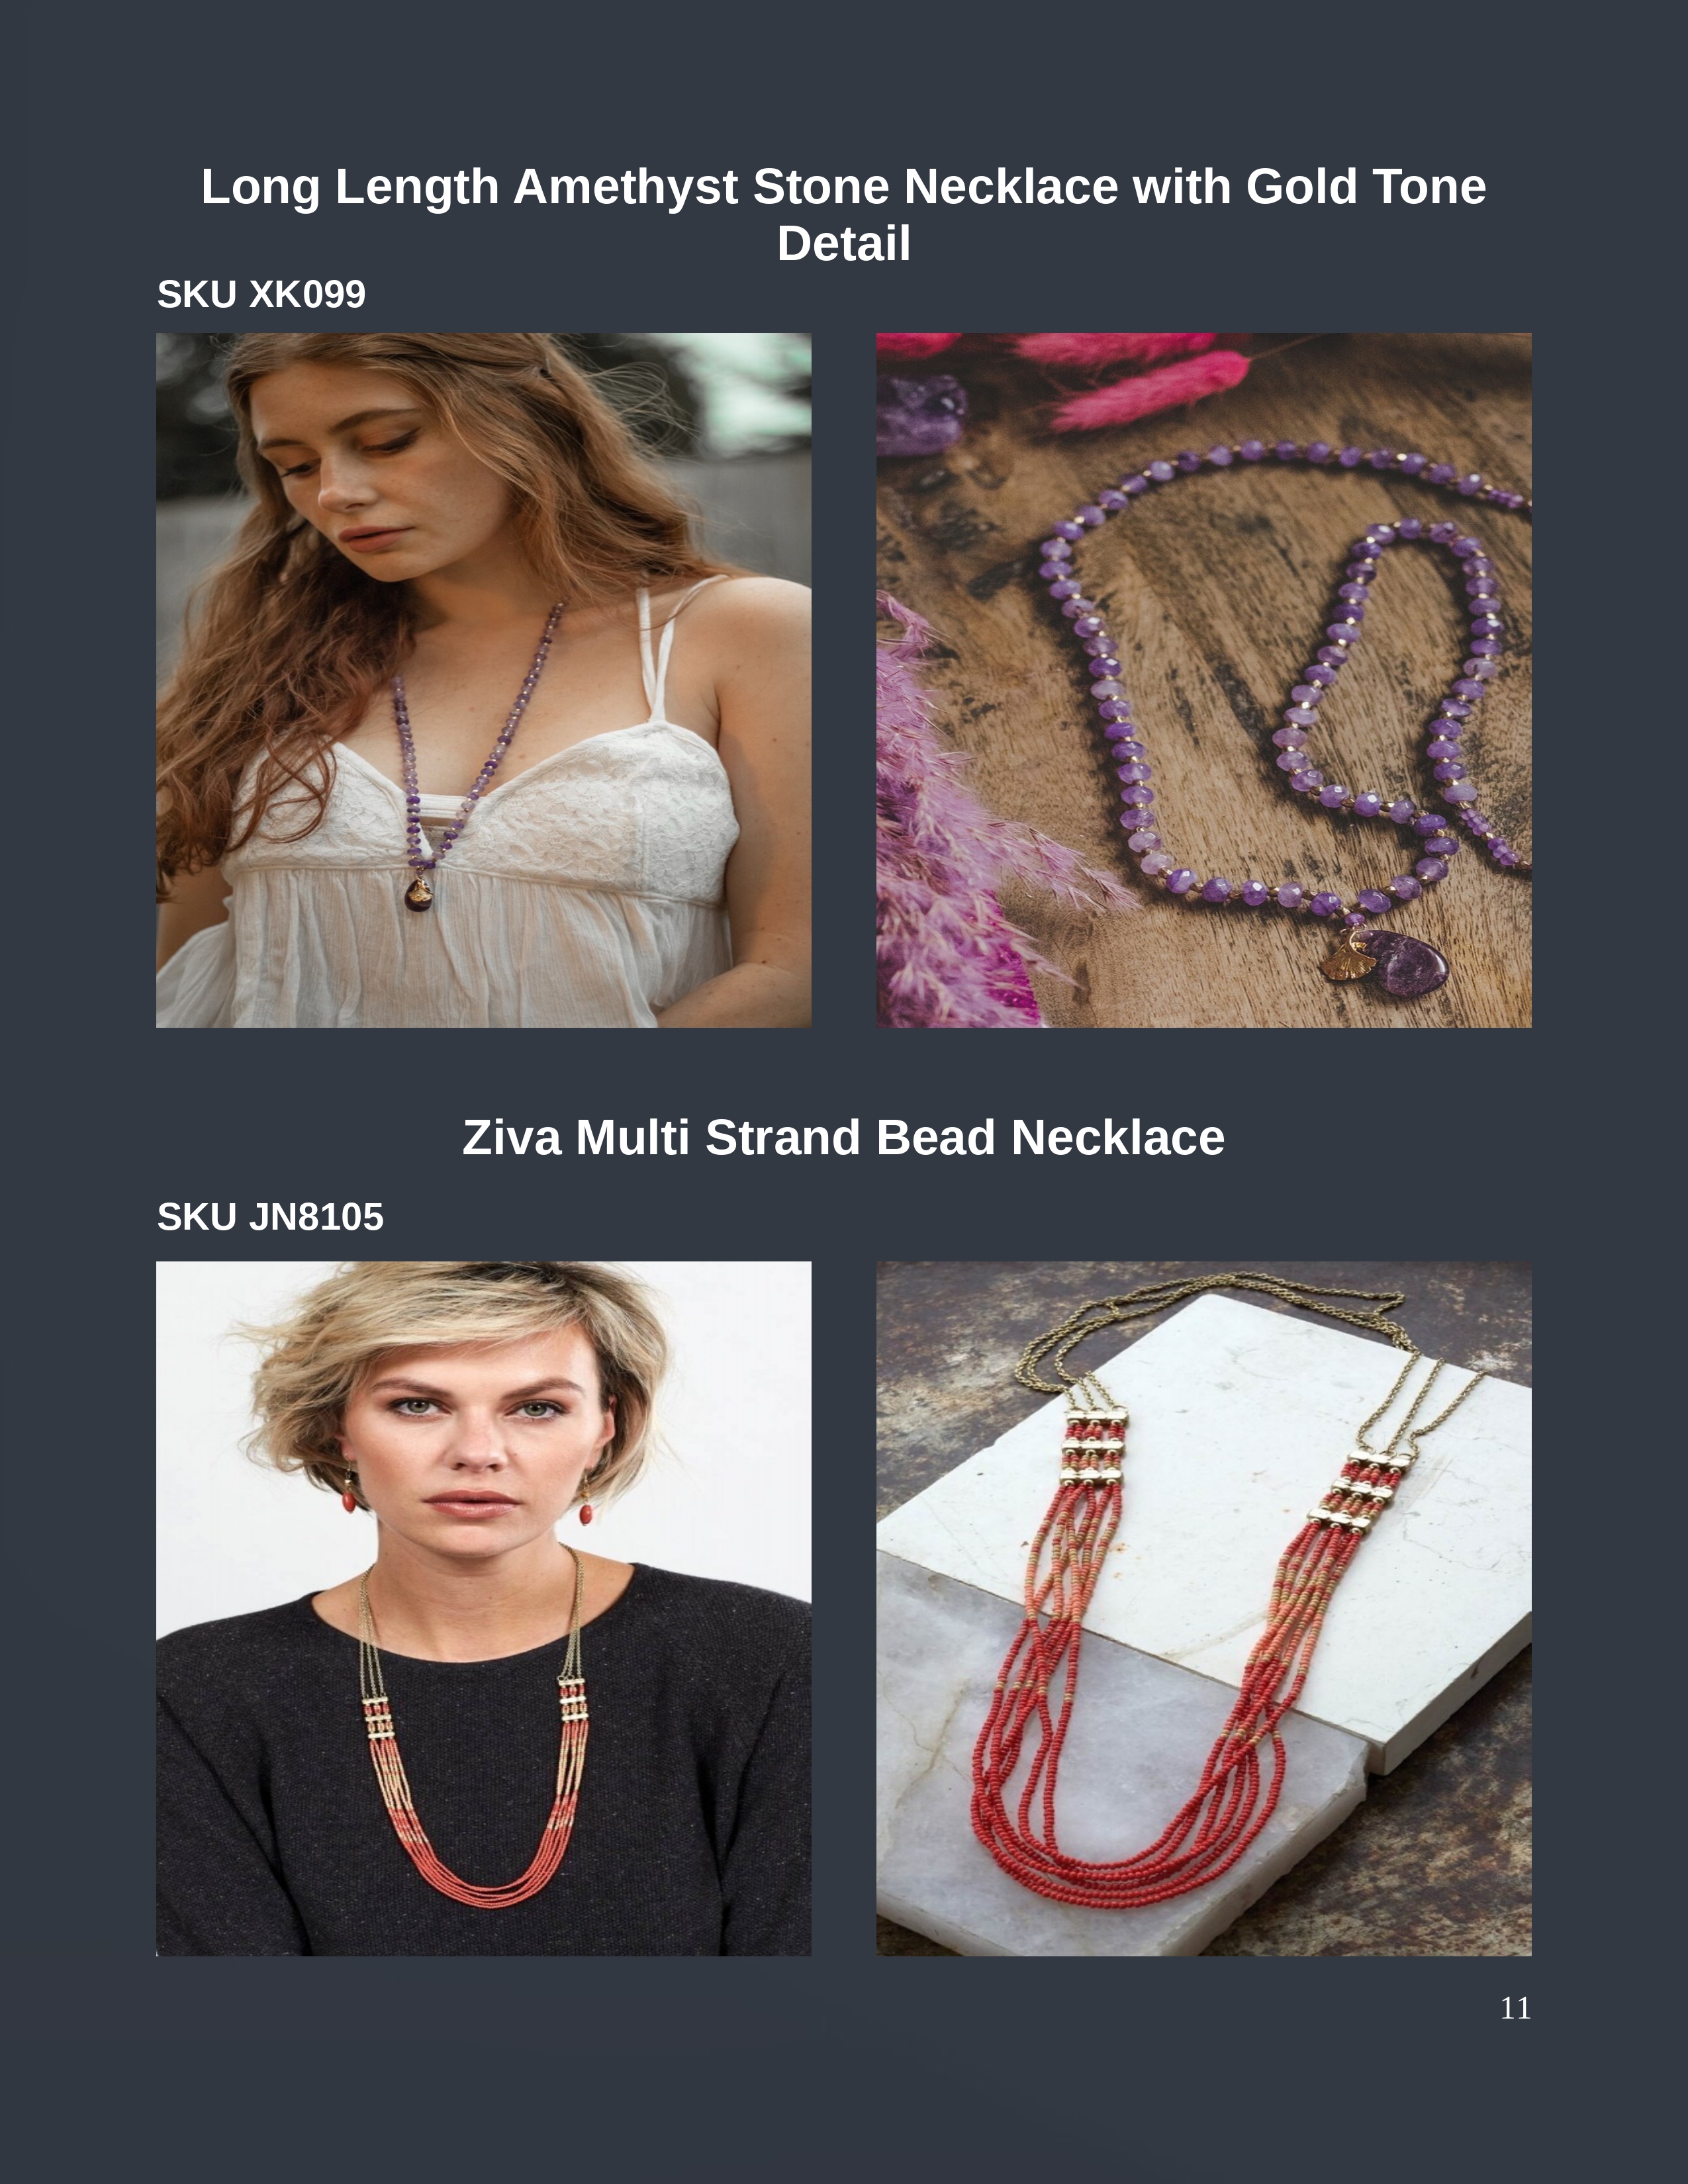 Long Length Amethyst Stone Necklace with Gold Tone
Detail
SKU XK099
Ziva Multi Strand Bead Necklace
SKU JN8105
11